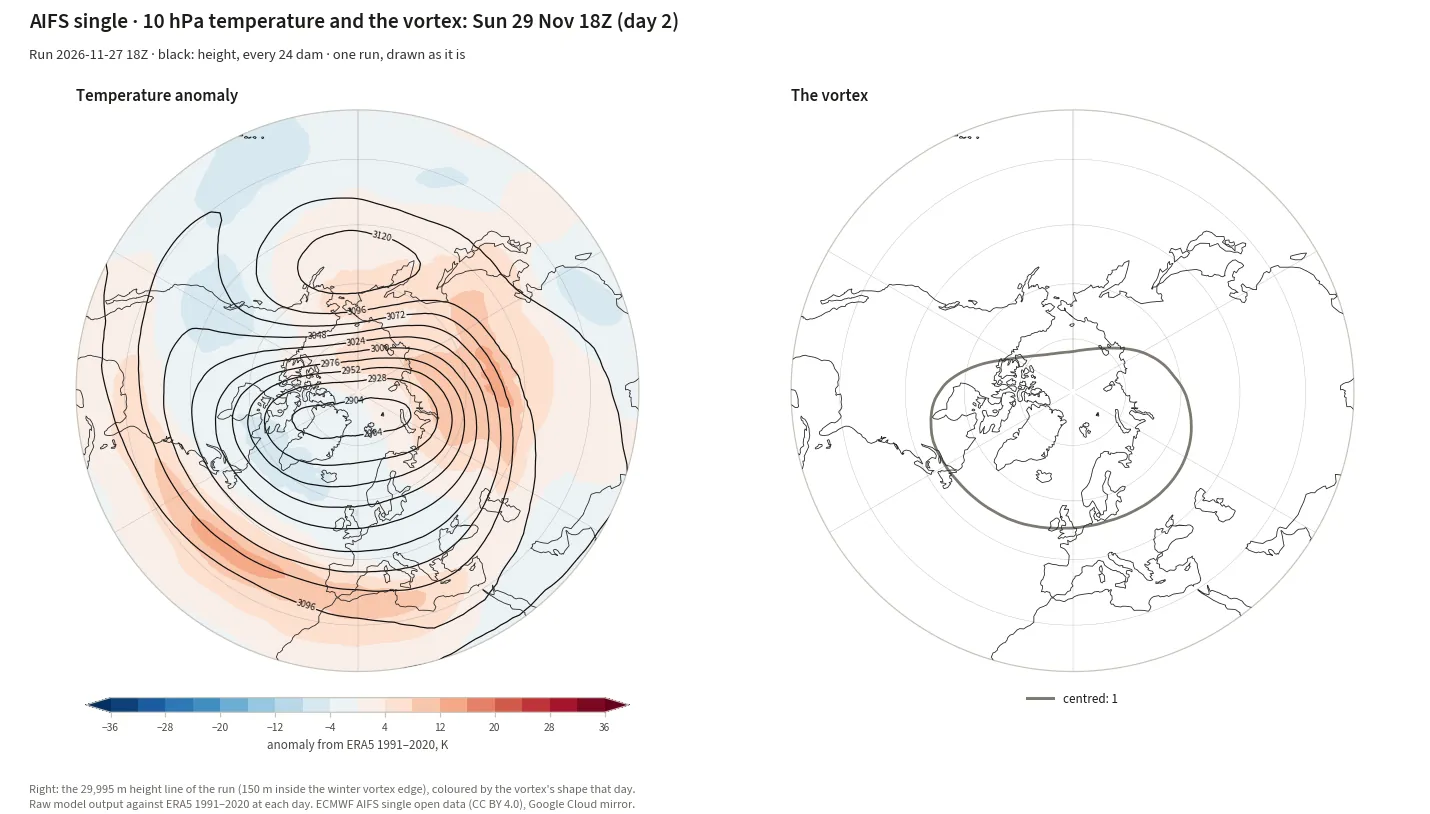 AIFS single · 10 hPa temperature and the vortex: Sun 29 Nov 18Z (day 2)
Run 2026-11-27 18Z · black: height, every 24 dam · one run, drawn as it is
Temperature anomaly
The vortex
3120
3096
3072
3048
3024
3000
2976
2952
2928
2904
2904
3096
−36 −28 −20 −12 −4 4 12 20 28 36
anomaly from ERA5 1991–2020, K
centred: 1
Right: the 29,995 m height line of the run (150 m inside the winter vortex edge), coloured by the vortex's shape that day.
Raw model output against ERA5 1991–2020 at each day. ECMWF AIFS single open data (CC BY 4.0), Google Cloud mirror.